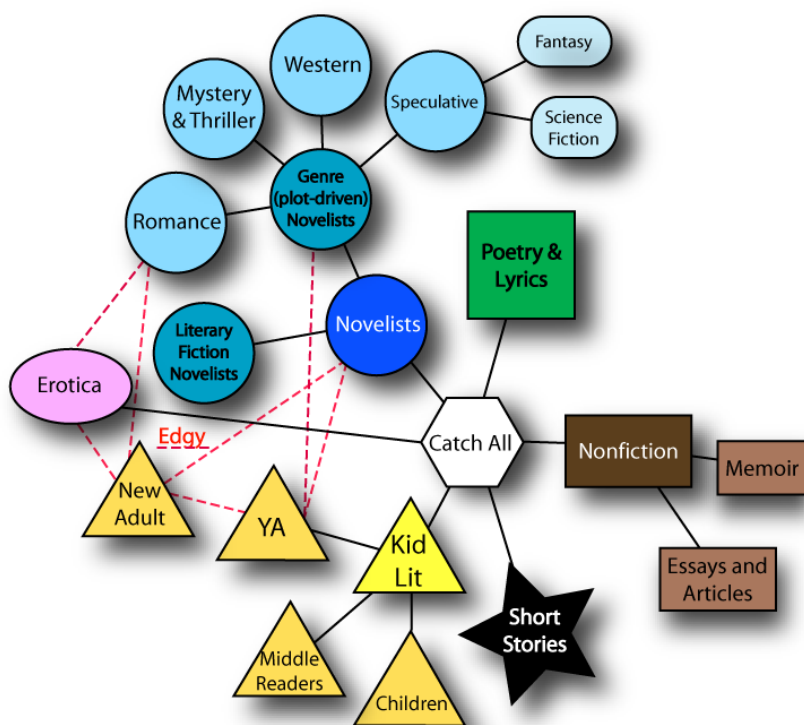 Fantasy
Western
Mystery
& Thriller
Speculative
Science
Fiction
Genre
(plot-driven)
Novelists
Romance
Poetry &
Lyrics
Novelists
Literary
Fiction
Novelists
Erotica
Edgy
Catch All
Nonfiction
Memoir
New
Adult
YA
Kid
Lit
Essays and
Articles
Short
Stories
Middle
Readers
Children